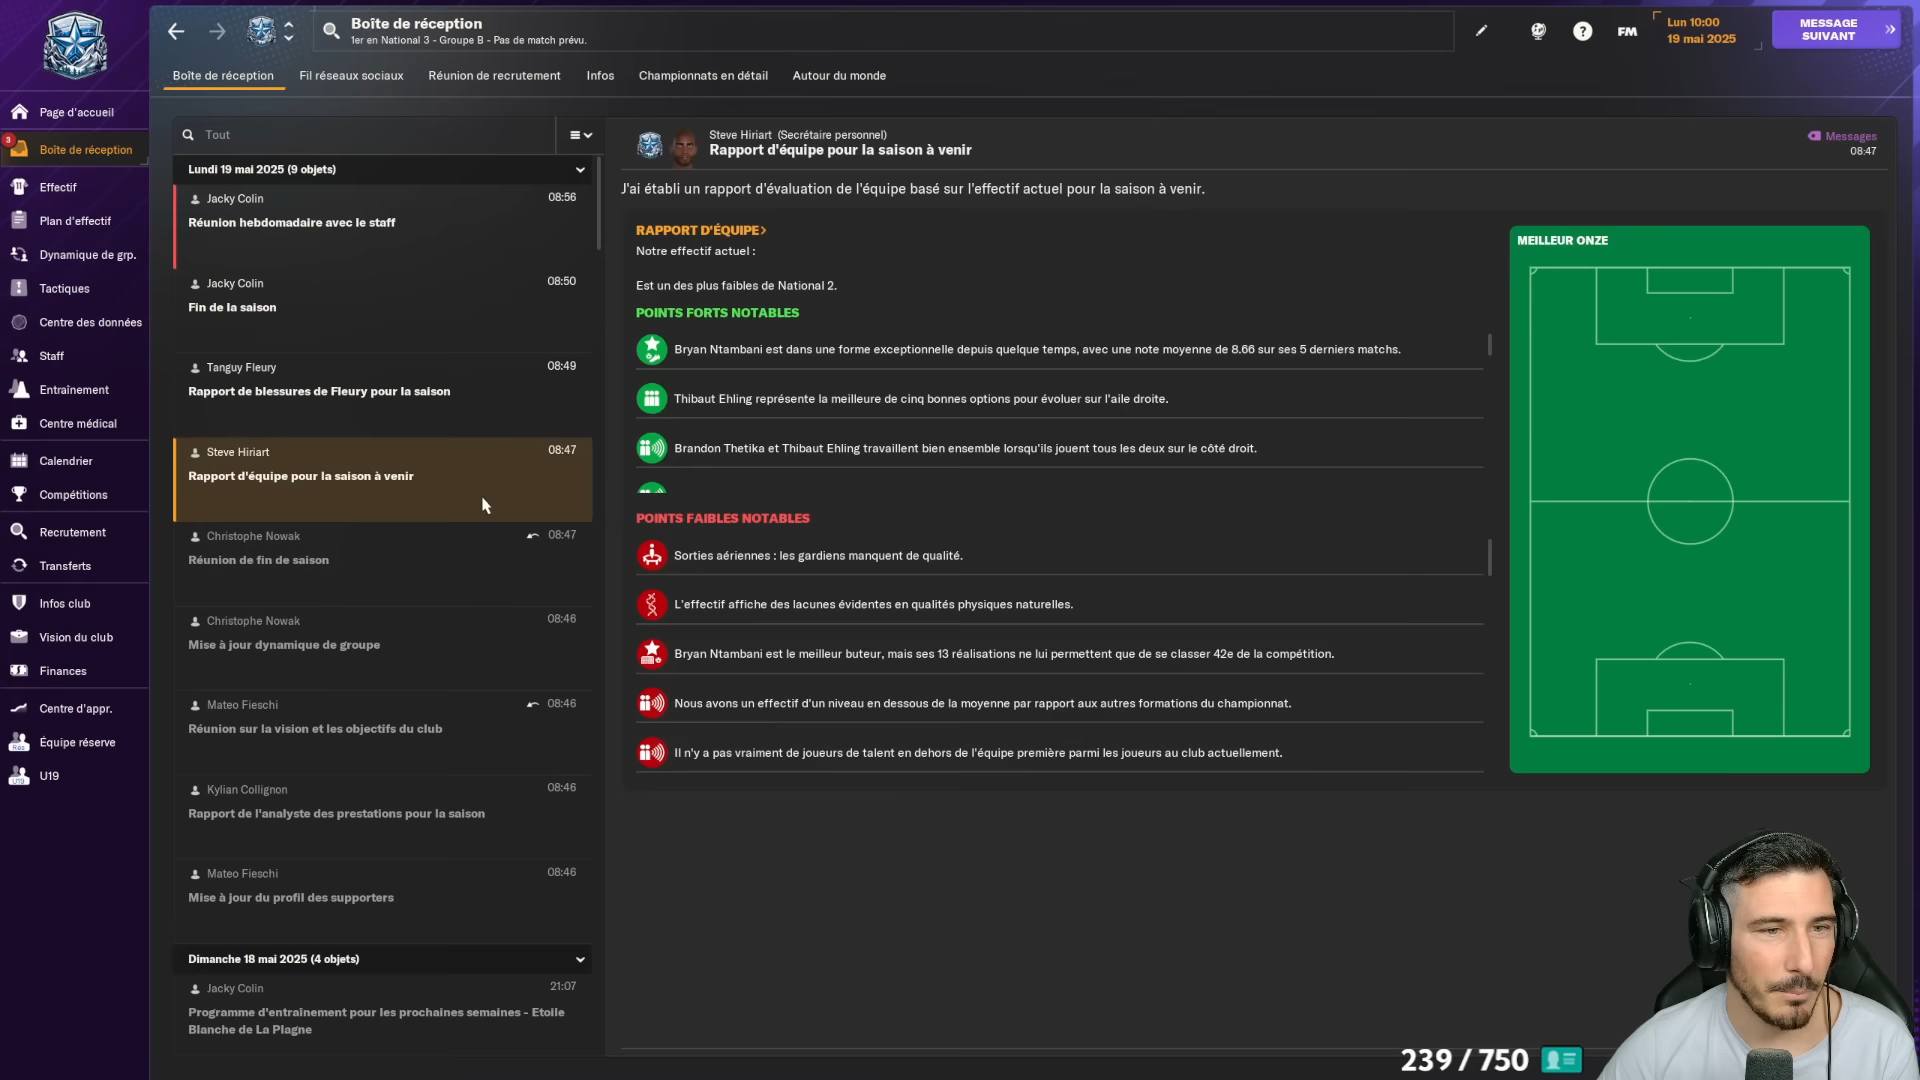 Boîte de réception
1er en National 3 - Groupe B - Pas de match prévu.
FM
Lun 10:00
19 mai 2025
MESSAGE
SUIVANT
Boîte de réception
Fil réseaux sociaux
Réunion de recrutement
Infos
Championnats en détail
Autour du monde
Page d'accueil
3
Boîte de réception
Effectif
Plan d'effectif
Dynamique de grp.
Tactiques
Centre des données
Staff
Entraînement
Centre médical
Calendrier
Compétitions
Recrutement
Transferts
Infos club
Vision du club
Finances
Centre d'appr.
Équipe réserve
U19
Tout
Lundi 19 mai 2025 (9 objets)
Jacky Colin 08:56
Réunion hebdomadaire avec le staff
Jacky Colin 08:50
Fin de la saison
Tanguy Fleury 08:49
Rapport de blessures de Fleury pour la saison
Steve Hiriart 08:47
Rapport d'équipe pour la saison à venir
Christophe Nowak 08:47
Réunion de fin de saison
Christophe Nowak 08:46
Mise à jour dynamique de groupe
Mateo Fieschi 08:46
Réunion sur la vision et les objectifs du club
Kylian Collignon 08:46
Rapport de l'analyste des prestations pour la saison
Mateo Fieschi 08:46
Mise à jour du profil des supporters
Dimanche 18 mai 2025 (4 objets)
Jacky Colin 21:07
Programme d'entraînement pour les prochaines semaines - Etoile
Blanche de La Plagne
Steve Hiriart (Secrétaire personnel)
Rapport d'équipe pour la saison à venir
Messages
08:47
J'ai établi un rapport d'évaluation de l'équipe basé sur l'effectif actuel pour la saison à venir.
RAPPORT D'ÉQUIPE>
Notre effectif actuel :
Est un des plus faibles de National 2.
POINTS FORTS NOTABLES
Bryan Ntambani est dans une forme exceptionnelle depuis quelque temps, avec une note moyenne de 8.66 sur ses 5 derniers matchs.
Thibaut Ehling représente la meilleure de cinq bonnes options pour évoluer sur l'aile droite.
Brandon Thetika et Thibaut Ehling travaillent bien ensemble lorsqu'ils jouent tous les deux sur le côté droit.
POINTS FAIBLES NOTABLES
Sorties aériennes : les gardiens manquent de qualité.
L'effectif affiche des lacunes évidentes en qualités physiques naturelles.
Bryan Ntambani est le meilleur buteur, mais ses 13 réalisations ne lui permettent que de se classer 42e de la compétition.
Nous avons un effectif d'un niveau en dessous de la moyenne par rapport aux autres formations du championnat.
Il n'y a pas vraiment de joueurs de talent en dehors de l'équipe première parmi les joueurs au club actuellement.
MEILLEUR ONZE
239 / 750